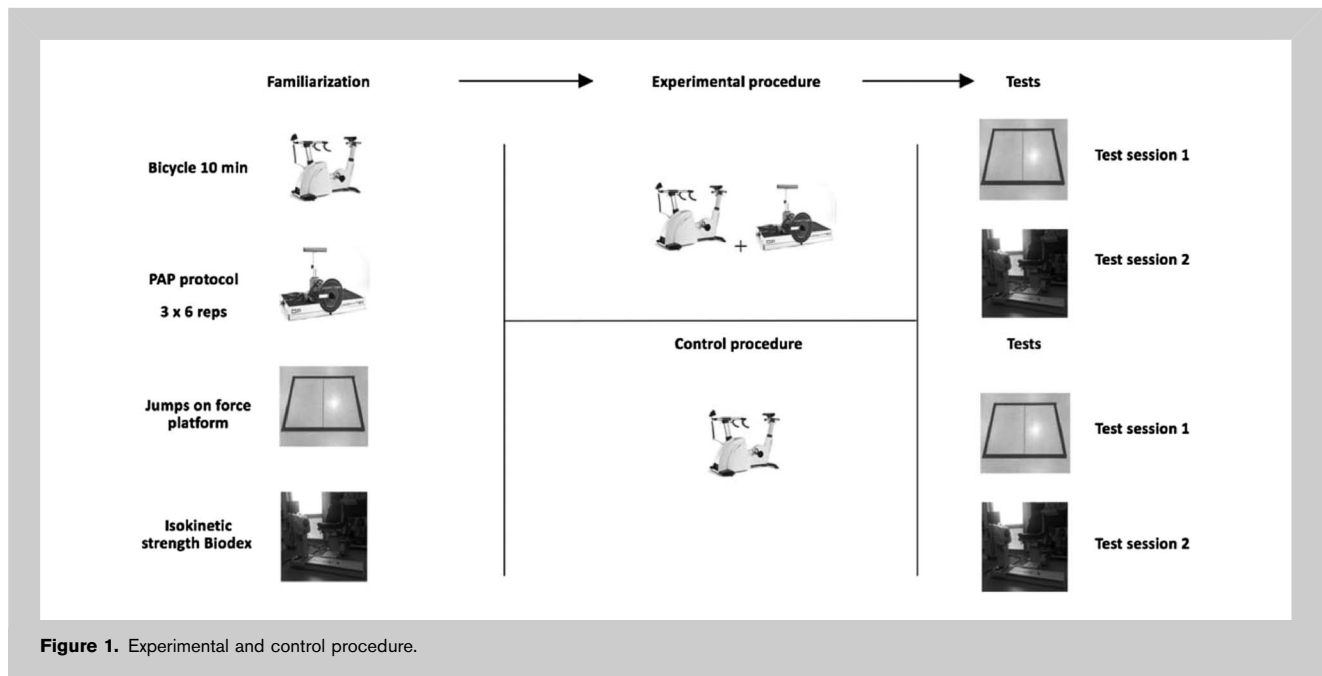 Familiarization
Experimental procedure
Tests
Bicycle 10 min
PAP protocol
3 x 6 reps
Jumps on force
platform
Isokinetic
strength Biodex
+
Test session 1
Test session 2
Control procedure
Tests
Test session 1
Test session 2
Figure 1. Experimental and control procedure.